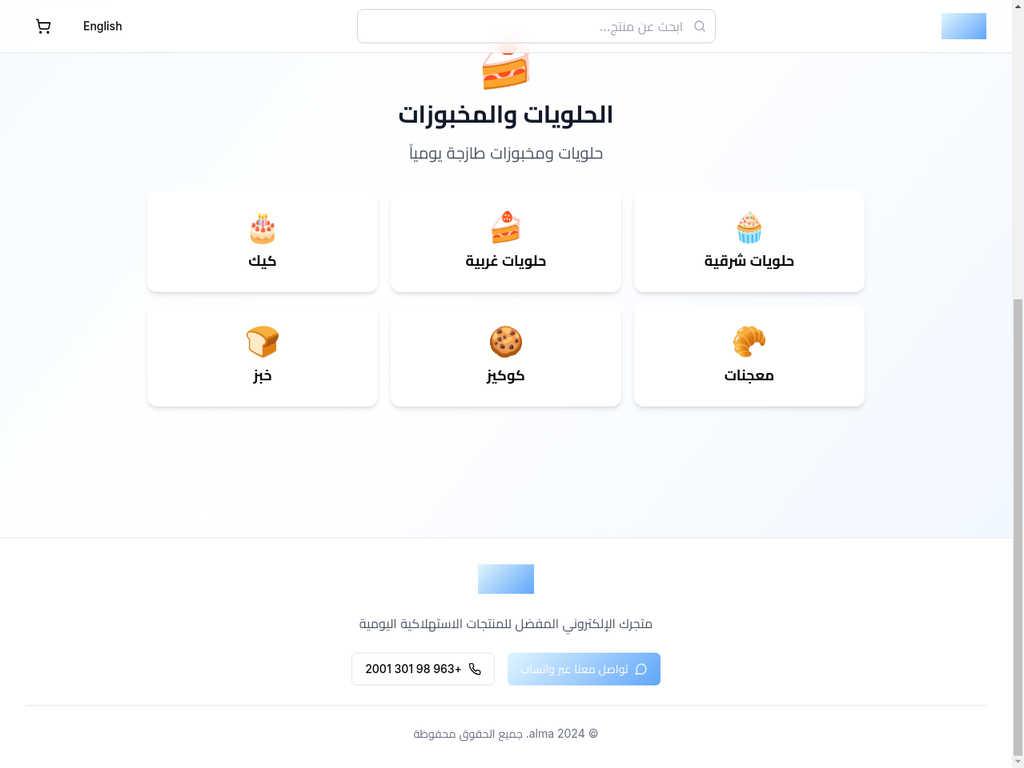 ابحث عن منتج...
English
الحلويات والمخبوزات
حلويات ومخبوزات طازجة يومياً
حلويات شرقية
حلويات غربية
كيك
معجنات
كوكيز
خبز
متجرك الإلكتروني المفضل للمنتجات الاستهلاكية اليومية
تواصل معنا عبر واتساب
+963 98 301 2001
© 2024 alma. جميع الحقوق محفوظة